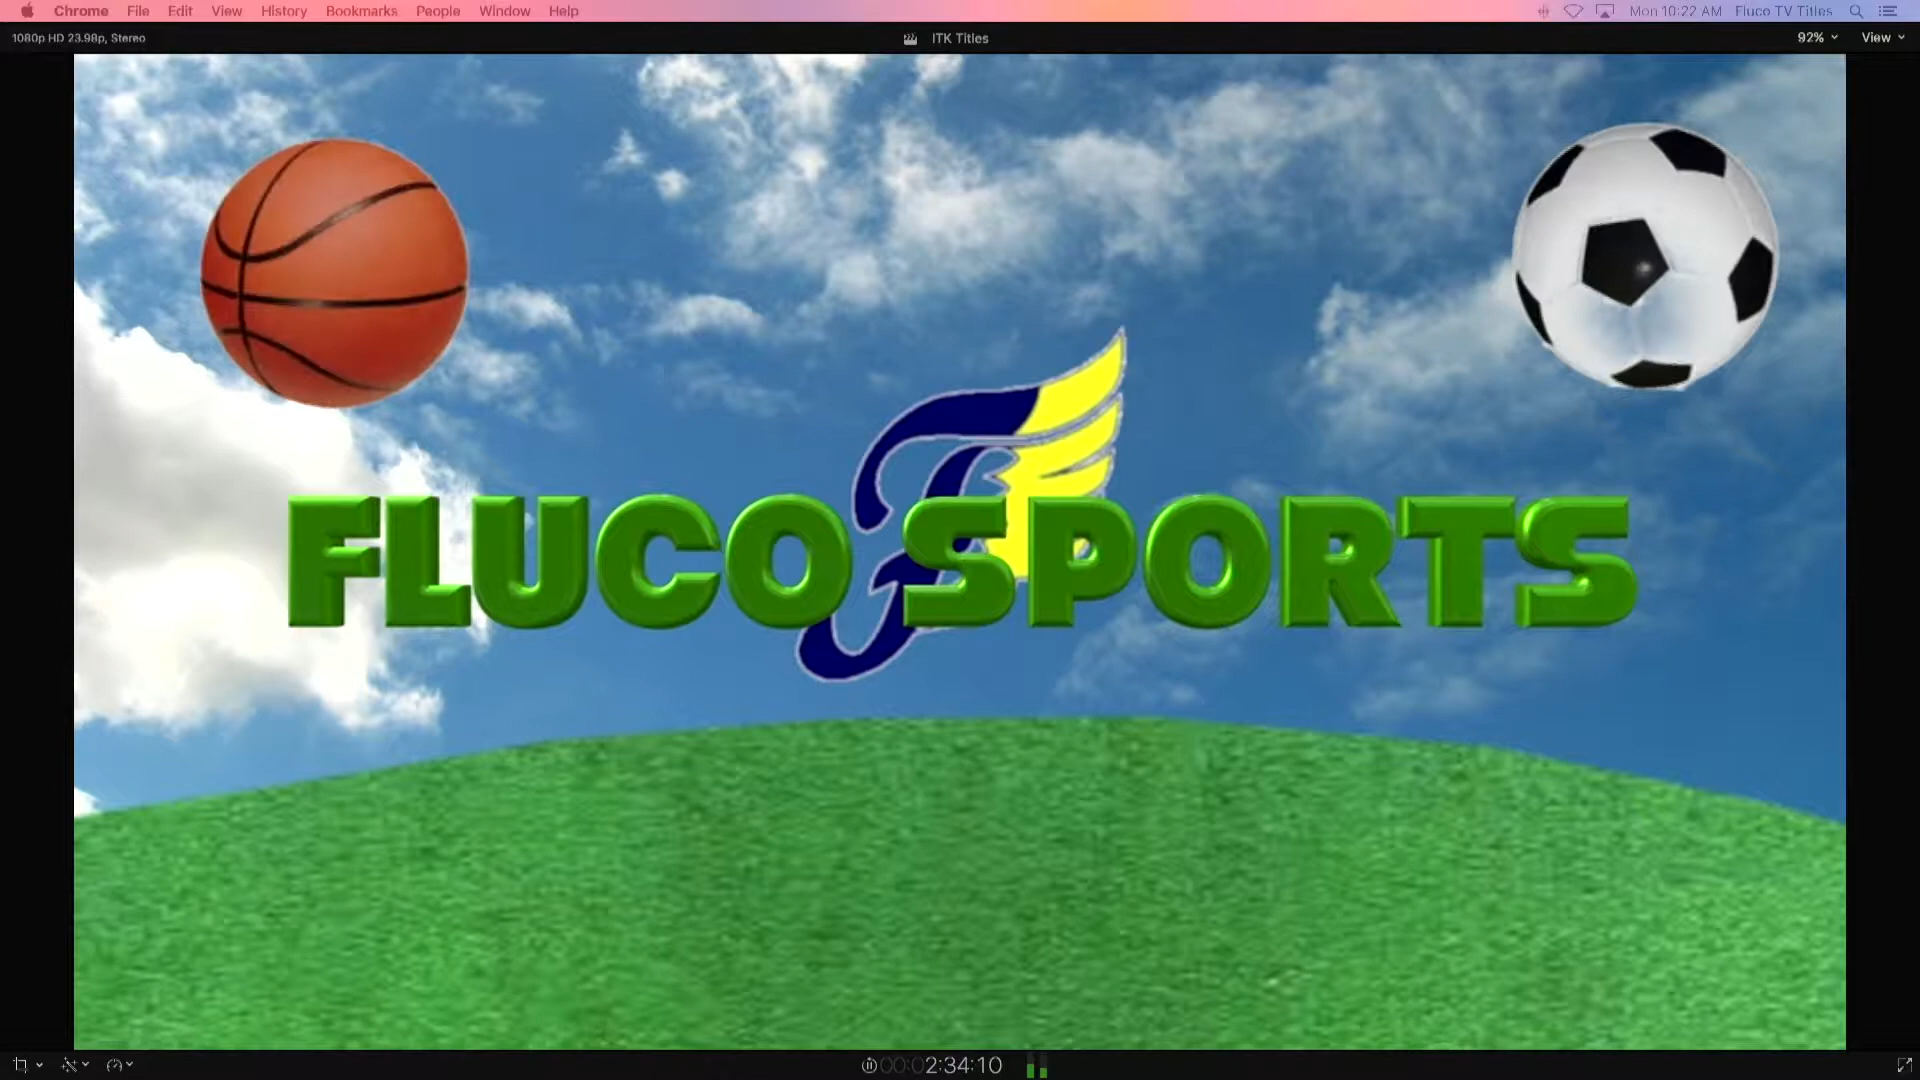 Chrome File Edit View History Bookmarks People Window Help Mon 10:22 AM Fluco TV Titles
1080p HD 23.98p, Stereo ITK Titles 92% View
F
FLUCO SPORTS
00:02:34:10